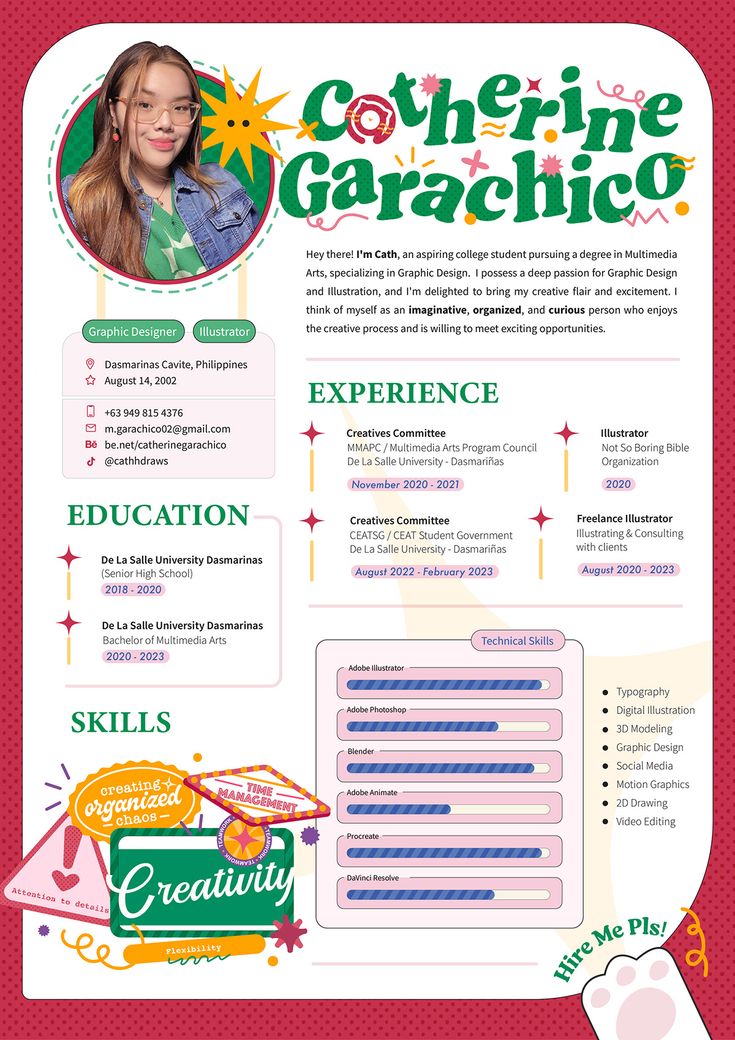 Catherine
Garachico
Hey there! I'm Cath, an aspiring college student pursuing a degree in Multimedia
Arts, specializing in Graphic Design. I possess a deep passion for Graphic Design
and Illustration, and I'm delighted to bring my creative flair and excitement. I
think of myself as an imaginative, organized, and curious person who enjoys
the creative process and is willing to meet exciting opportunities.
Graphic Designer
Illustrator
Dasmarinas Cavite, Philippines
August 14, 2002
+63 949 815 4376
m.garachico02@gmail.com
Bē be.net/catherinegarachico
@cathhdraws
EDUCATION
De La Salle University Dasmarinas
(Senior High School)
2018 - 2020
De La Salle University Dasmarinas
Bachelor of Multimedia Arts
2020 - 2023
EXPERIENCE
Creatives Committee
MMAPC / Multimedia Arts Program Council
De La Salle University - Dasmariñas
November 2020 - 2021
Illustrator
Not So Boring Bible
Organization
2020
Creatives Committee
CEATSG / CEAT Student Government
De La Salle University - Dasmariñas
August 2022 - February 2023
Freelance Illustrator
Illustrating & Consulting
with clients
August 2020 - 2023
SKILLS
creating
organized
chaos
TIME
MANAGEMENT
TEAMWORK • TEAMWORK • TEAMWORK
Attention to details
Creativity
Flexibility
Technical Skills
Adobe Illustrator
Adobe Photoshop
Blender
Adobe Animate
Procreate
DaVinci Resolve
Typography
Digital Illustration
3D Modeling
Graphic Design
Social Media
Motion Graphics
2D Drawing
Video Editing
Hire Me Pls!